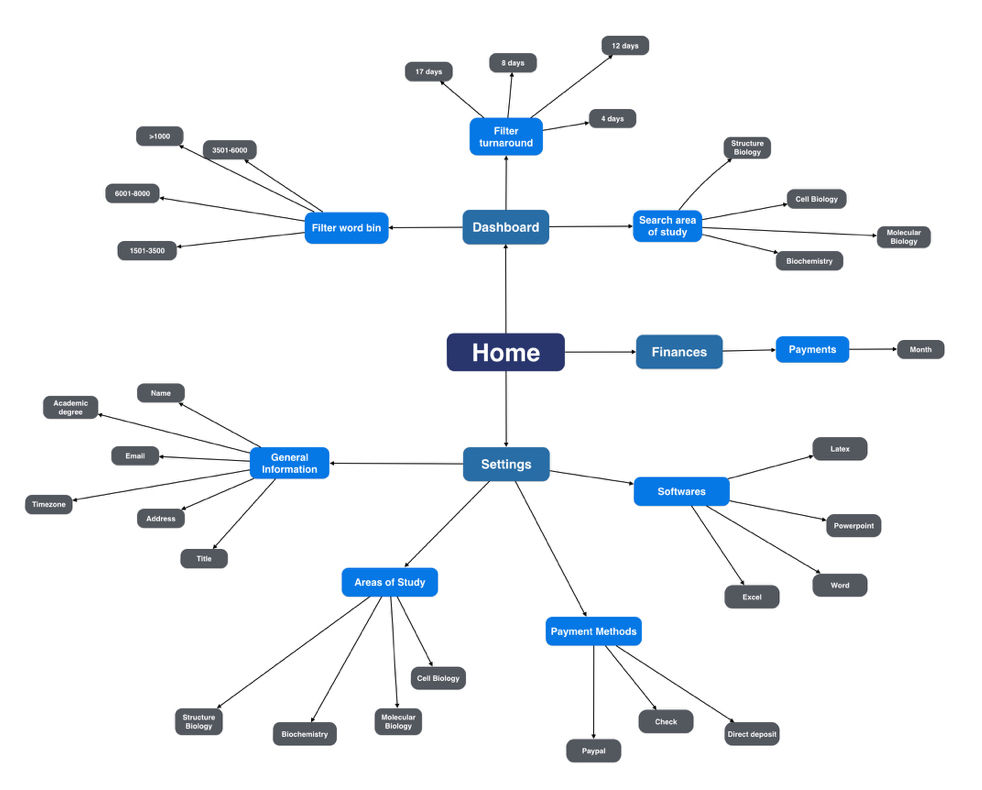 12 days
8 days
17 days
4 days
Filter
turnaround
>1000
3501-6000
6001-8000
1501-3500
Filter word bin
Dashboard
Search area
of study
Structure
Biology
Cell Biology
Molecular
Biology
Biochemistry
Home
Finances
Payments
Month
Name
Academic
degree
Email
Timezone
Address
Title
General
Information
Settings
Softwares
Latex
Powerpoint
Word
Excel
Areas of Study
Cell Biology
Structure
Biology
Biochemistry
Molecular
Biology
Payment Methods
Check
Direct deposit
Paypal